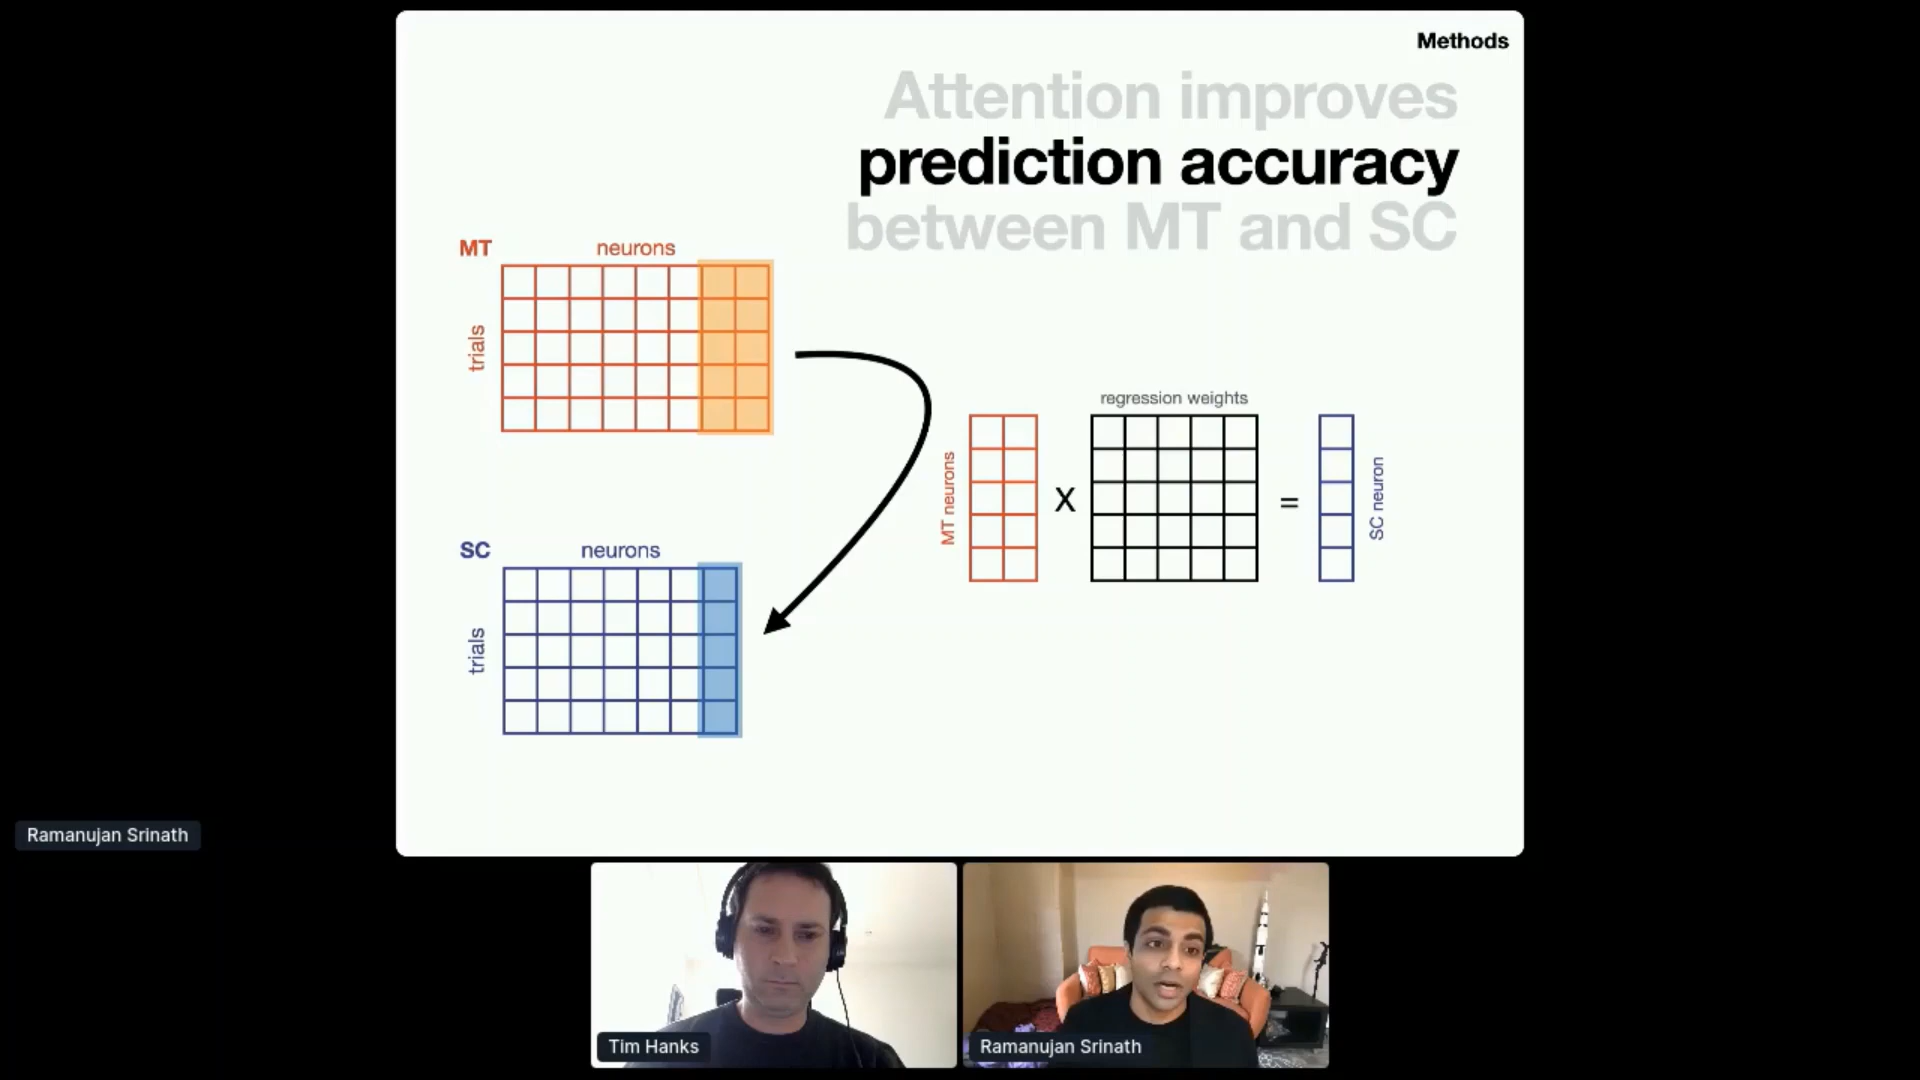 Methods
Attention improves
prediction accuracy
between MT and SC
MT
neurons
trials
SC
neurons
trials
regression weights
MT neurons
X
=
SC neuron
Ramanujan Srinath
Tim Hanks
Ramanujan Srinath